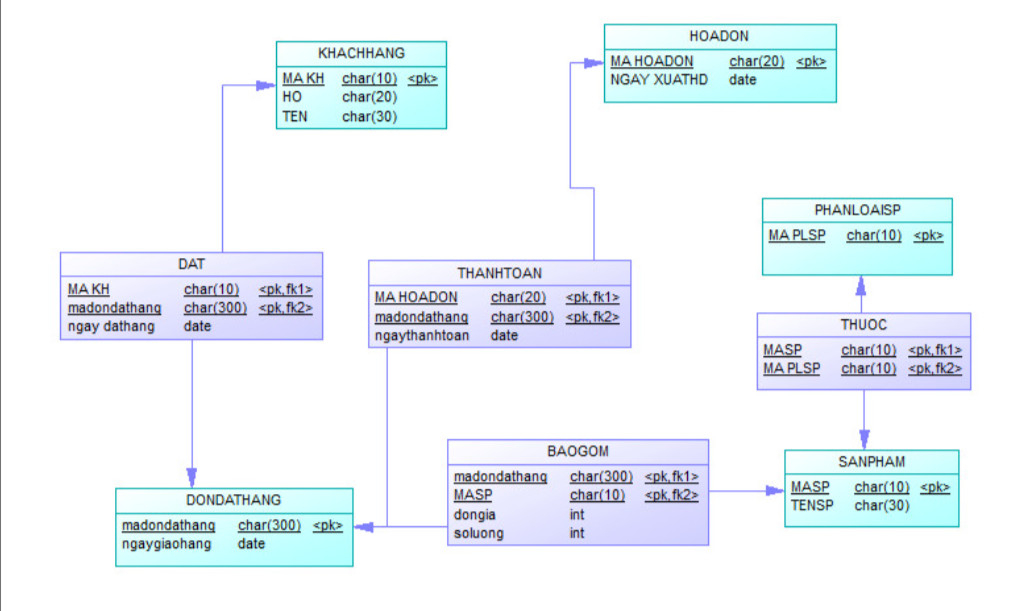 KHACHHANG
MA KH char(10) <pk>
HO char(20)
TEN char(30)
HOADON
MA HOADON char(20) <pk>
NGAY XUATHD date
PHANLOAISP
MA PLSP char(10) <pk>
DAT
MA KH char(10) <pk,fk1>
madondathang char(300) <pk,fk2>
ngay dathang date
THANHTOAN
MA HOADON char(20) <pk,fk1>
madondathang char(300) <pk,fk2>
ngaythanhtoan date
THUOC
MASP char(10) <pk,fk1>
MA PLSP char(10) <pk,fk2>
BAOGOM
madondathang char(300) <pk,fk1>
MASP char(10) <pk,fk2>
dongia int
soluong int
SANPHAM
MASP char(10) <pk>
TENSP char(30)
DONDATHANG
madondathang char(300) <pk>
ngaygiaohang date